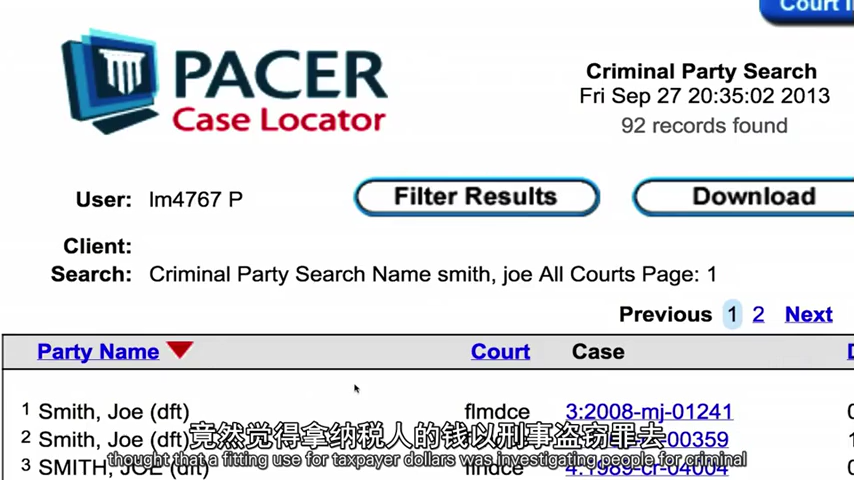 Court
PACER
Case Locator
Criminal Party Search
Fri Sep 27 20:35:02 2013
92 records found
User: lm4767 P
Filter Results
Download
Client:
Search: Criminal Party Search Name smith, joe All Courts Page: 1
Previous 1 2 Next
Party Name Court Case
1 Smith, Joe (dft) flmdce 3:2008-mj-01241
2 Smith, Joe (dft) 00359
竟然觉得拿纳税人的钱以刑事盗窃罪去
thought that a fitting use for taxpayer dollars was investigating people for criminal
3 SMITH, JOE (dft) flndce 4:1989-cr-04004